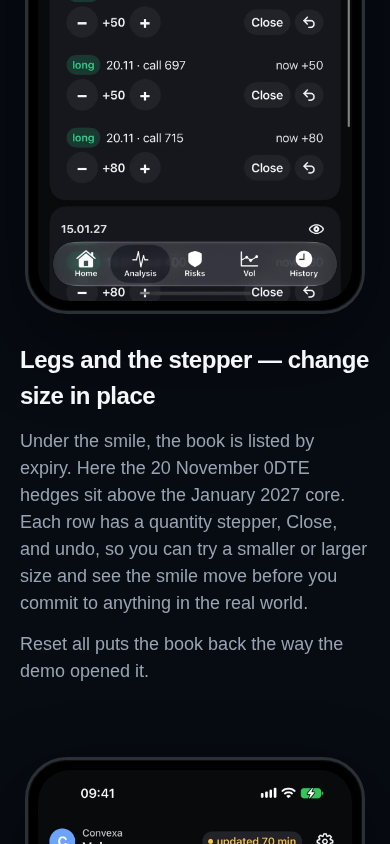 +50
Close
long 20.11 · call 697 now +50
+50
Close
long 20.11 · call 715 now +80
+80
Close
15.01.27
Home Analysis Risks Vol History
+80
Close
Legs and the stepper — change
size in place
Under the smile, the book is listed by
expiry. Here the 20 November 0DTE
hedges sit above the January 2027 core.
Each row has a quantity stepper, Close,
and undo, so you can try a smaller or larger
size and see the smile move before you
commit to anything in the real world.
Reset all puts the book back the way the
demo opened it.
09:41
C
Convexa
updated 70 min